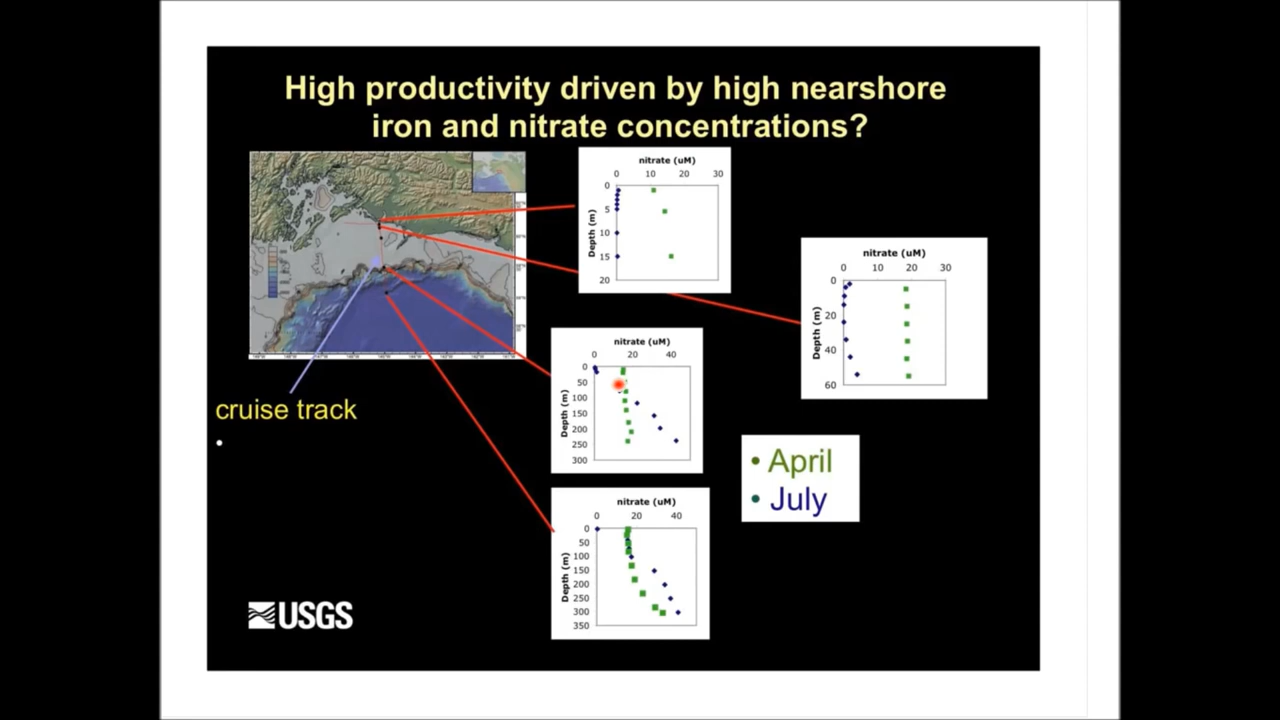 High productivity driven by high nearshore
iron and nitrate concentrations?
nitrate (uM)
0 10 20 30
Depth (m)
0
5
10
15
20
nitrate (uM)
0 10 20 30
Depth (m)
0
20
40
60
nitrate (uM)
0 20 40
Depth (m)
0
50
100
150
200
250
300
cruise track
• April
• July
nitrate (uM)
0 20 40
Depth (m)
0
50
100
150
200
250
300
350
USGS